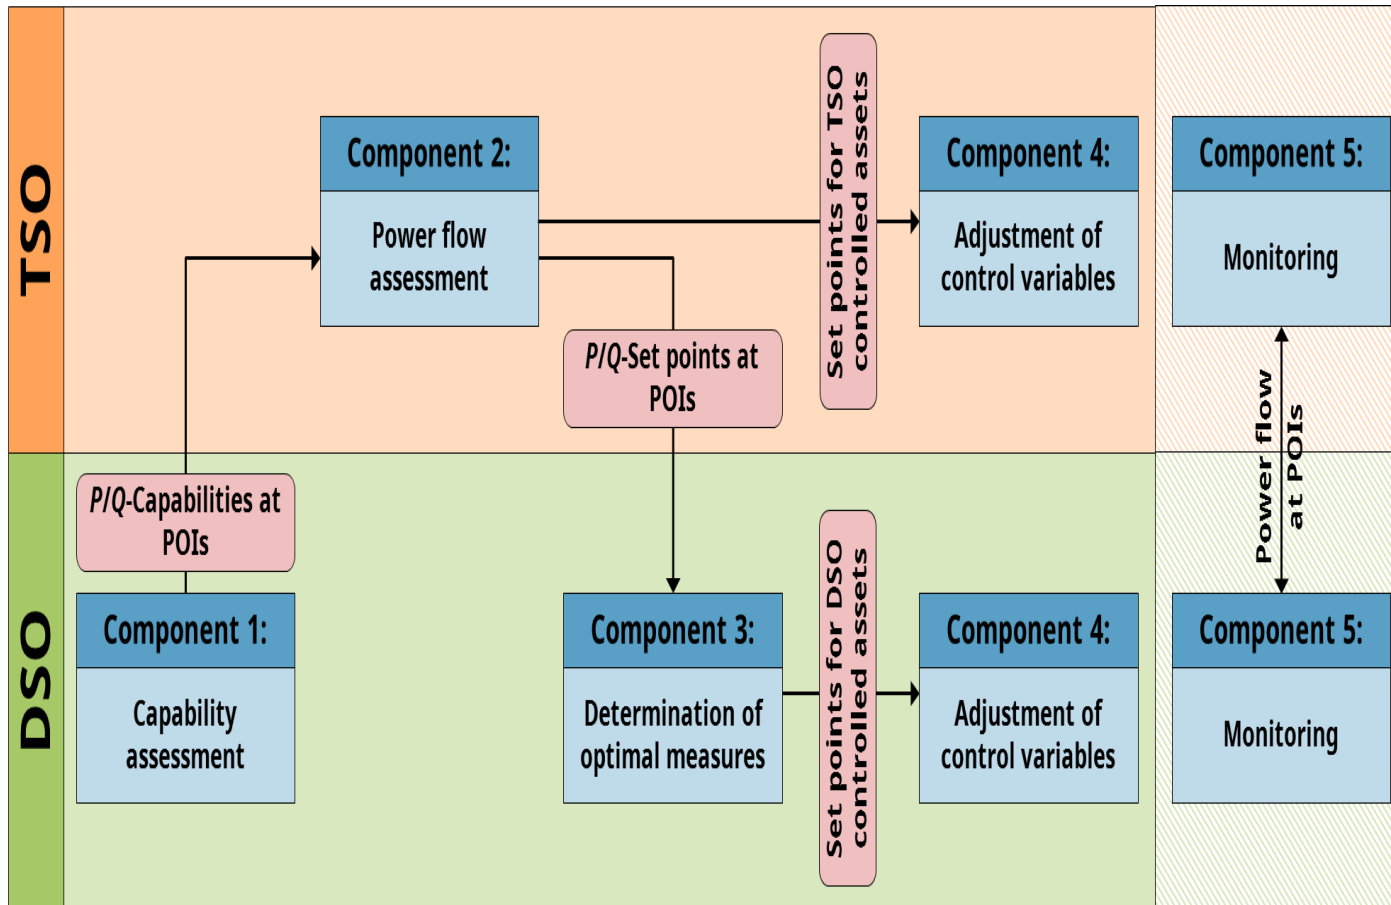 TSO
Component 2:
Power flow
assessment
Set points for TSO
controlled assets
Component 4:
Adjustment of
control variables
Component 5:
Monitoring
P/Q-Set points at
POIs
Power flow
at POIs
DSO
P/Q-Capabilities at
POIs
Component 1:
Capability
assessment
Component 3:
Determination of
optimal measures
Set points for DSO
controlled assets
Component 4:
Adjustment of
control variables
Component 5:
Monitoring